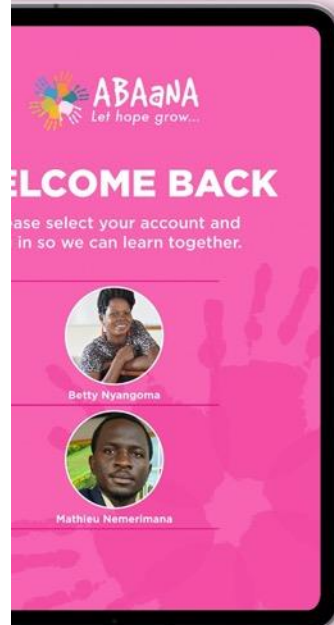 ABAaNA
Let hope grow...
ELCOME BACK
ase select your account and
in so we can learn together.
Betty Nyangoma
Mathieu Nemerimana